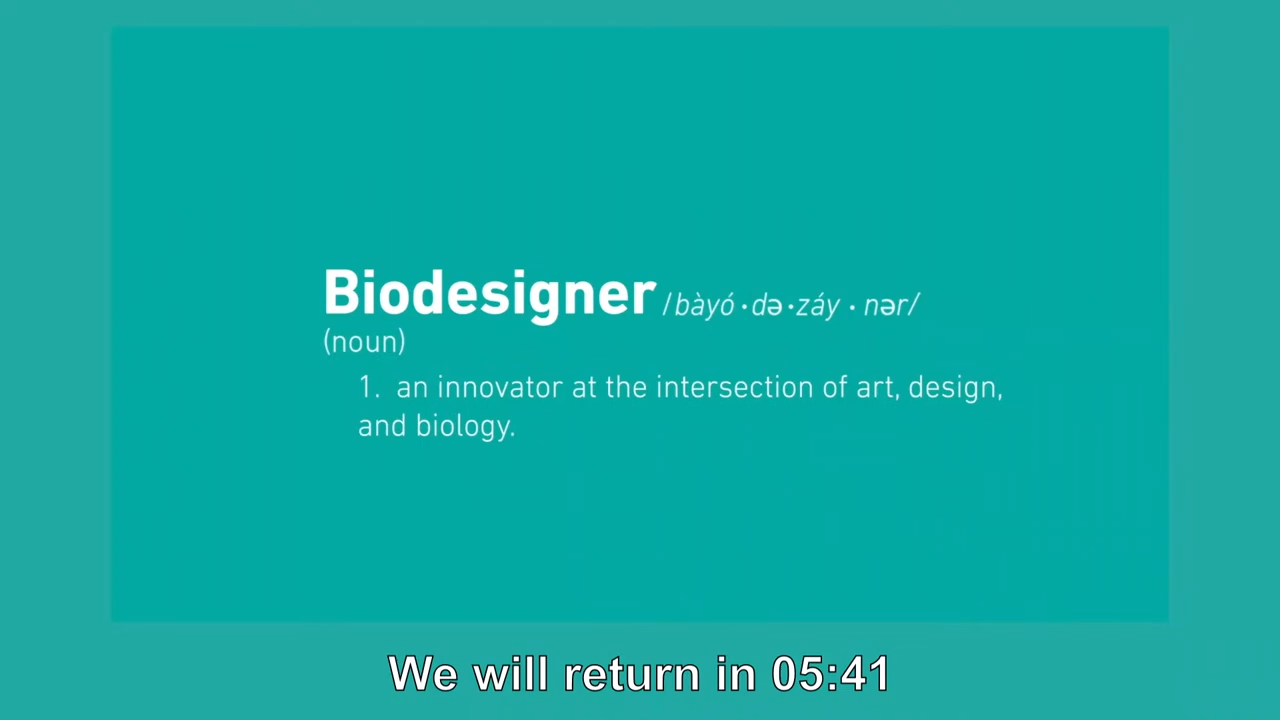 Biodesigner /bàyó·də·záy · nər/
(noun)
1. an innovator at the intersection of art, design,
and biology.
We will return in 05:41